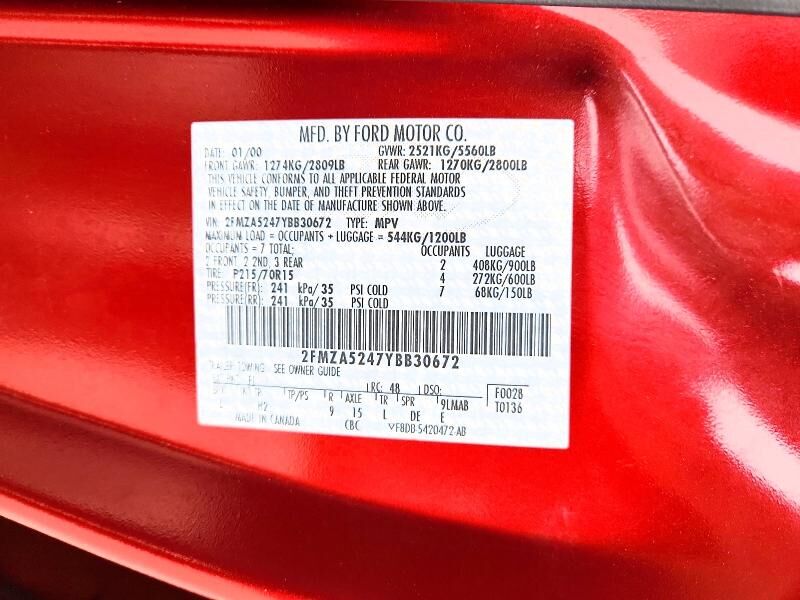 MFD. BY FORD MOTOR CO.
DATE: 01/00 GVWR: 2521KG/5560LB
FRONT GAWR: 1274KG/2809LB REAR GAWR: 1270KG/2800LB
THIS VEHICLE CONFORMS TO ALL APPLICABLE FEDERAL MOTOR
VEHICLE SAFETY, BUMPER, AND THEFT PREVENTION STANDARDS
IN EFFECT ON THE DATE OF MANUFACTURE SHOWN ABOVE.
VIN: 2FMZA5247YBB30672 TYPE: MPV
MAXIMUM LOAD = OCCUPANTS + LUGGAGE = 544KG/1200LB
OCCUPANTS = 7 TOTAL: OCCUPANTS LUGGAGE
2 FRONT, 2 2ND, 3 REAR 2 408KG/900LB
TIRE: P215/70R15 4 272KG/600LB
PRESSURE(FR): 241 kPa/35 PSI COLD 7 68KG/150LB
PRESSURE(RR): 241 kPa/35 PSI COLD
2FMZA5247YBB30672
TRAILER TOWING: SEE OWNER GUIDE
RC: 48 DSO: F0028
TP/PS R AXLE TR SPR 9LMAB T0136
9 15 L DE E
MADE IN CANADA CBC VF8DB-5420472-AB